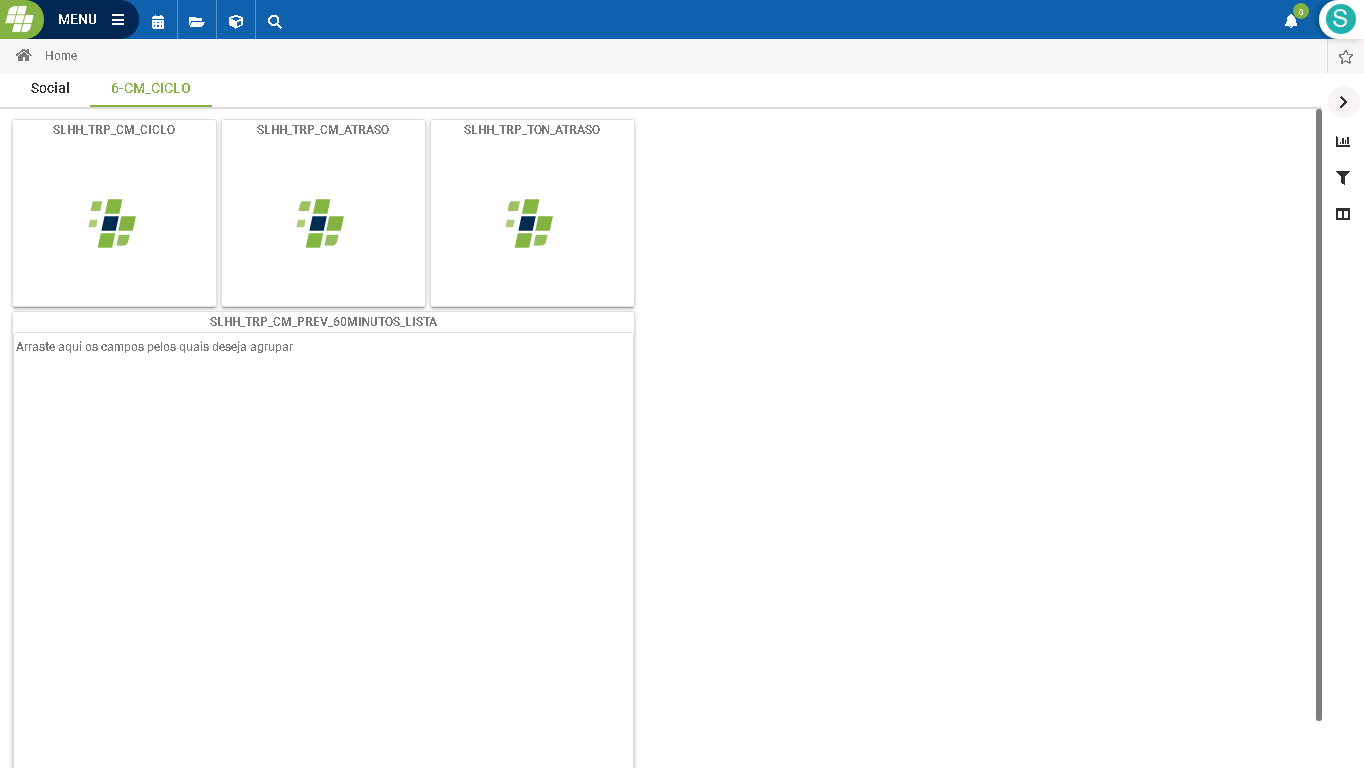 MENU
0
S
Home
Social
6-CM_CICLO
SLHH_TRP_CM_CICLO
SLHH_TRP_CM_ATRASO
SLHH_TRP_TON_ATRASO
SLHH_TRP_CM_PREV_60MINUTOS_LISTA
Arraste aqui os campos pelos quais deseja agrupar